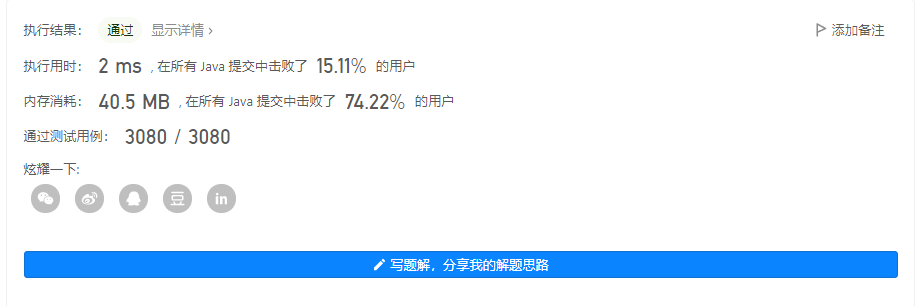 执行结果： 通过 显示详情 › 添加备注
执行用时： 2 ms , 在所有 Java 提交中击败了 15.11% 的用户
内存消耗： 40.5 MB , 在所有 Java 提交中击败了 74.22% 的用户
通过测试用例： 3080 / 3080
炫耀一下:
豆 in
写题解，分享我的解题思路